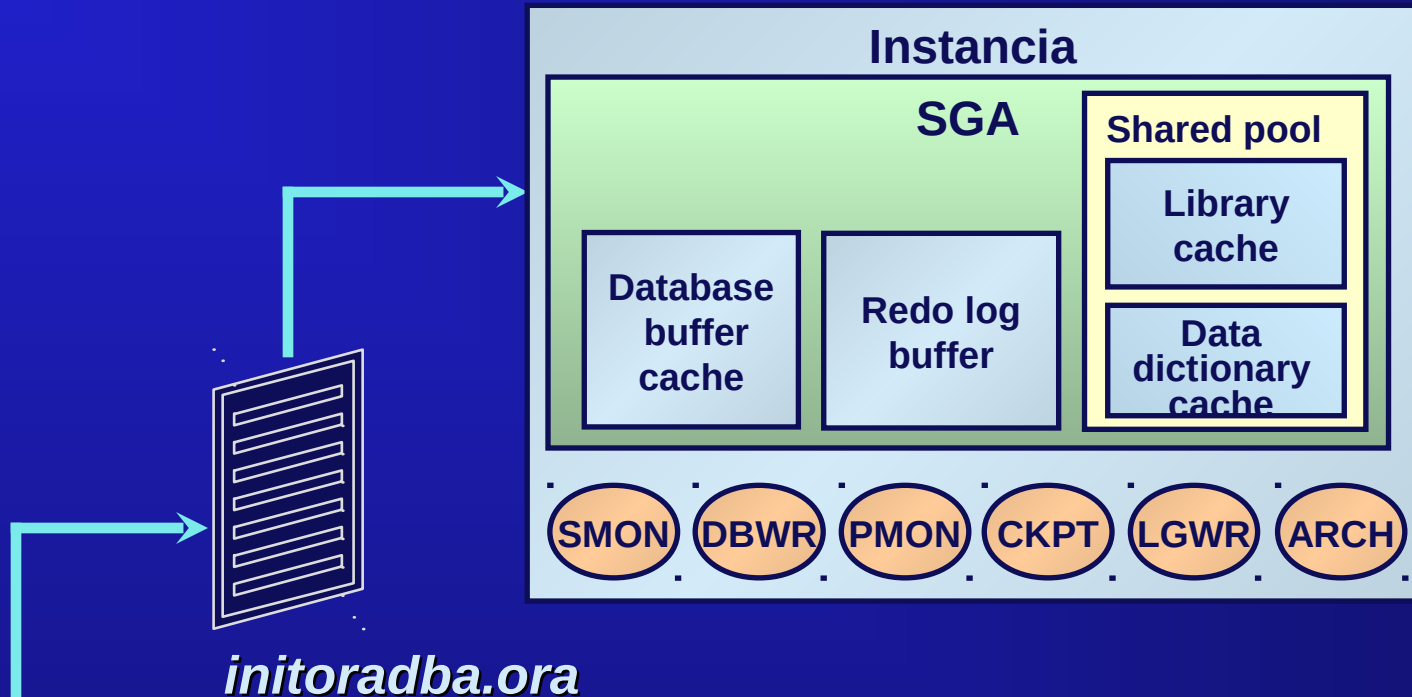 Instancia
SGA
Shared pool
Library
cache
Database
buffer
cache
Redo log
buffer
Data
dictionary
cache
SMON
DBWR
PMON
CKPT
LGWR
ARCH
initoradba.ora